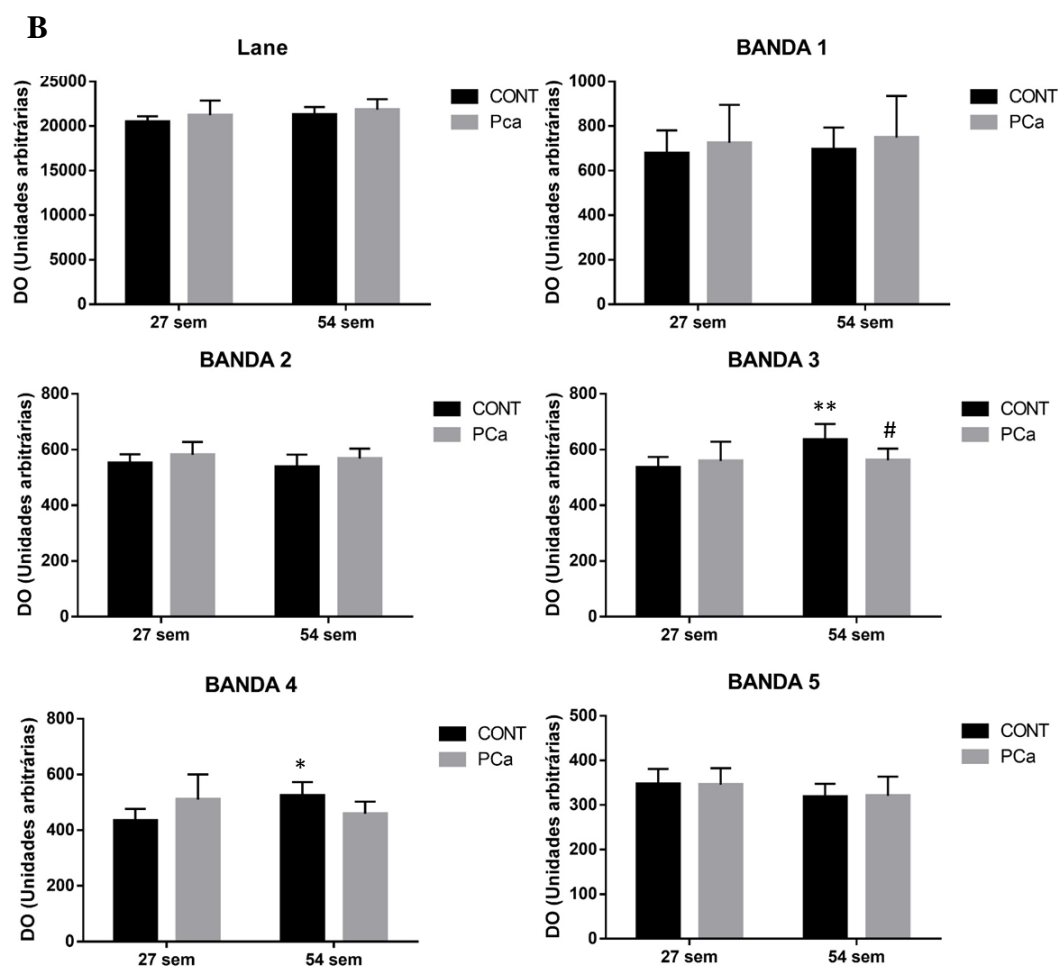 B
Lane
DO (Unidades arbitrárias)
25000
20000
15000
10000
5000
0
27 sem
54 sem
CONT
Pca
BANDA 1
DO (Unidades arbitrárias)
1000
800
600
400
200
0
27 sem
54 sem
CONT
PCa
BANDA 2
DO (Unidades arbitrárias)
800
600
400
200
0
27 sem
54 sem
CONT
PCa
BANDA 3
DO (Unidades arbitrárias)
800
600
400
200
0
**
#
27 sem
54 sem
CONT
PCa
BANDA 4
DO (Unidades arbitrárias)
800
600
400
200
0
*
27 sem
54 sem
CONT
PCa
BANDA 5
DO (Unidades arbitrárias)
500
400
300
200
100
0
27 sem
54 sem
CONT
PCa